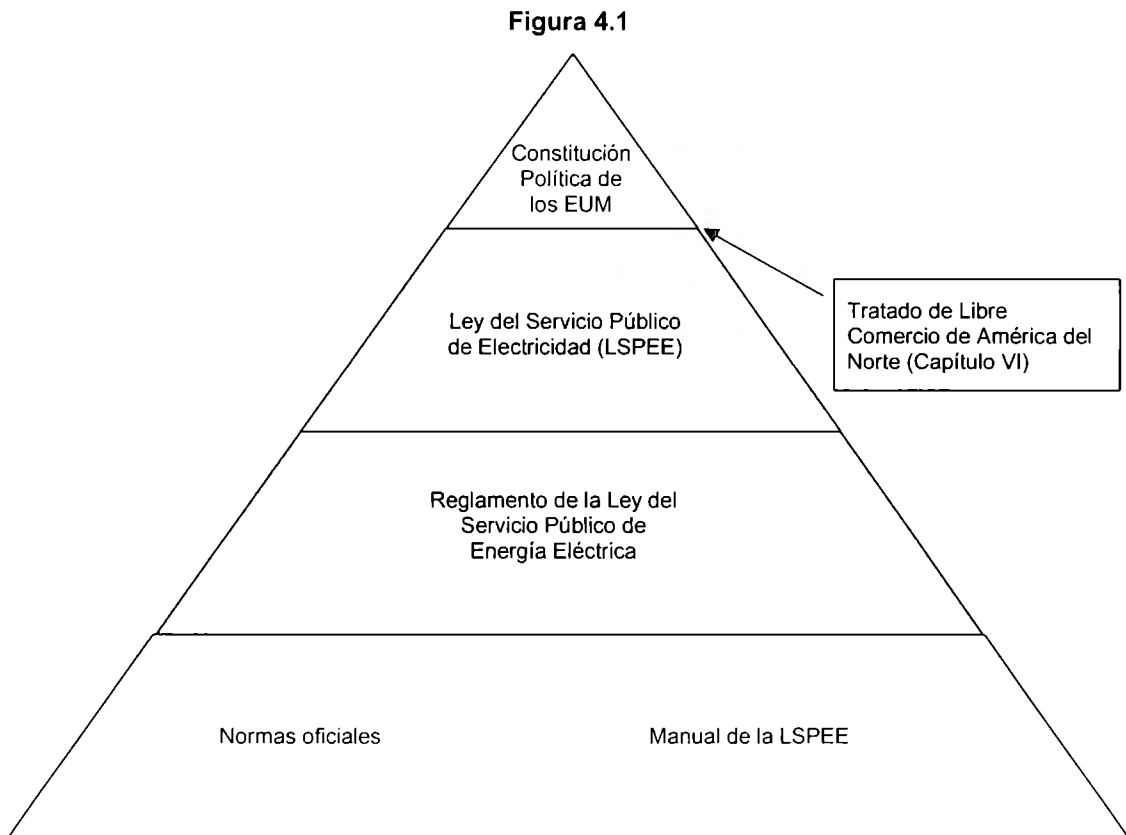 Figura 4.1
Constitución
Política de
los EUM
Ley del Servicio Público
de Electricidad (LSPEE)
Tratado de Libre
Comercio de América del
Norte (Capítulo VI)
Reglamento de la Ley del
Servicio Público de
Energía Eléctrica
Normas oficiales
Manual de la LSPEE